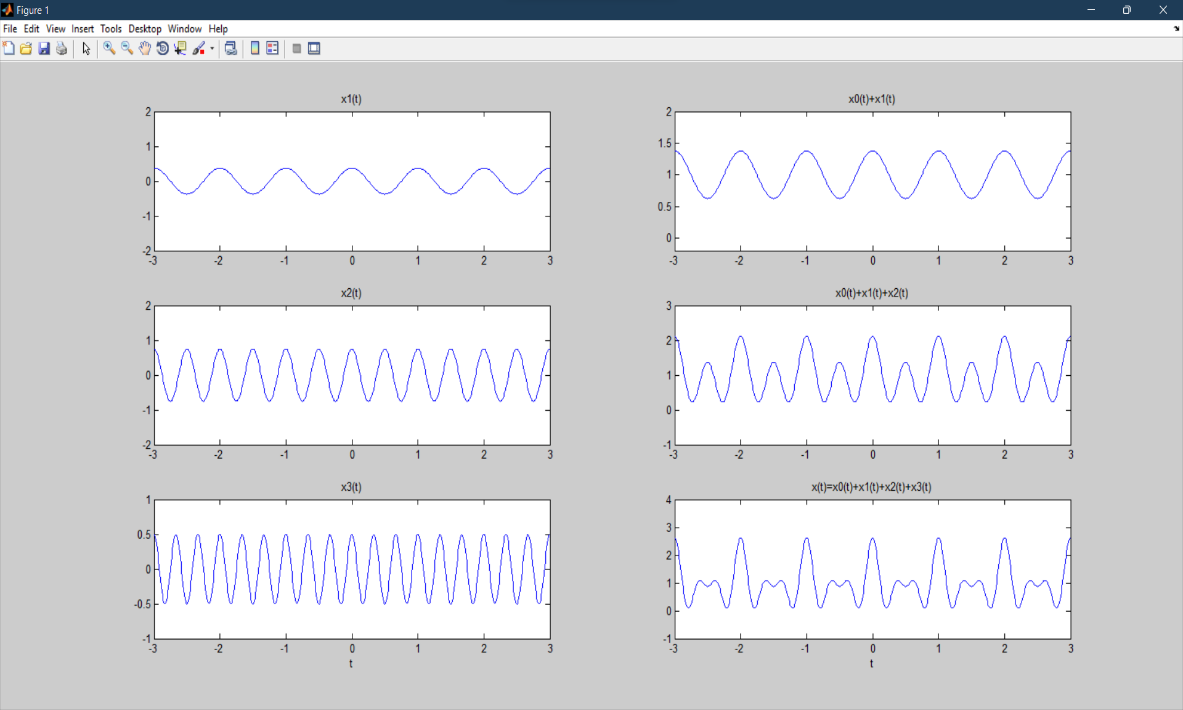 Figure 1
File Edit View Insert Tools Desktop Window Help
x1(t)
2
1
0
-1
-2
-3 -2 -1 0 1 2 3
x0(t)+x1(t)
2
1.5
1
0.5
0
-3 -2 -1 0 1 2 3
x2(t)
2
1
0
-1
-2
-3 -2 -1 0 1 2 3
x0(t)+x1(t)+x2(t)
3
2
1
0
-1
-3 -2 -1 0 1 2 3
x3(t)
1
0.5
0
-0.5
-1
-3 -2 -1 0 1 2 3
t
x(t)=x0(t)+x1(t)+x2(t)+x3(t)
4
3
2
1
0
-1
-3 -2 -1 0 1 2 3
t